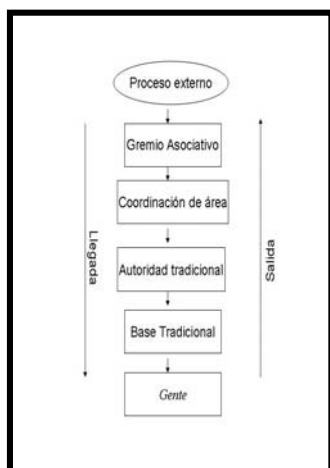 Proceso externo
Gremio Asociativo
Coordinación de área
Llegada
Salida
Autoridad tradicional
Base Tradicional
Gente